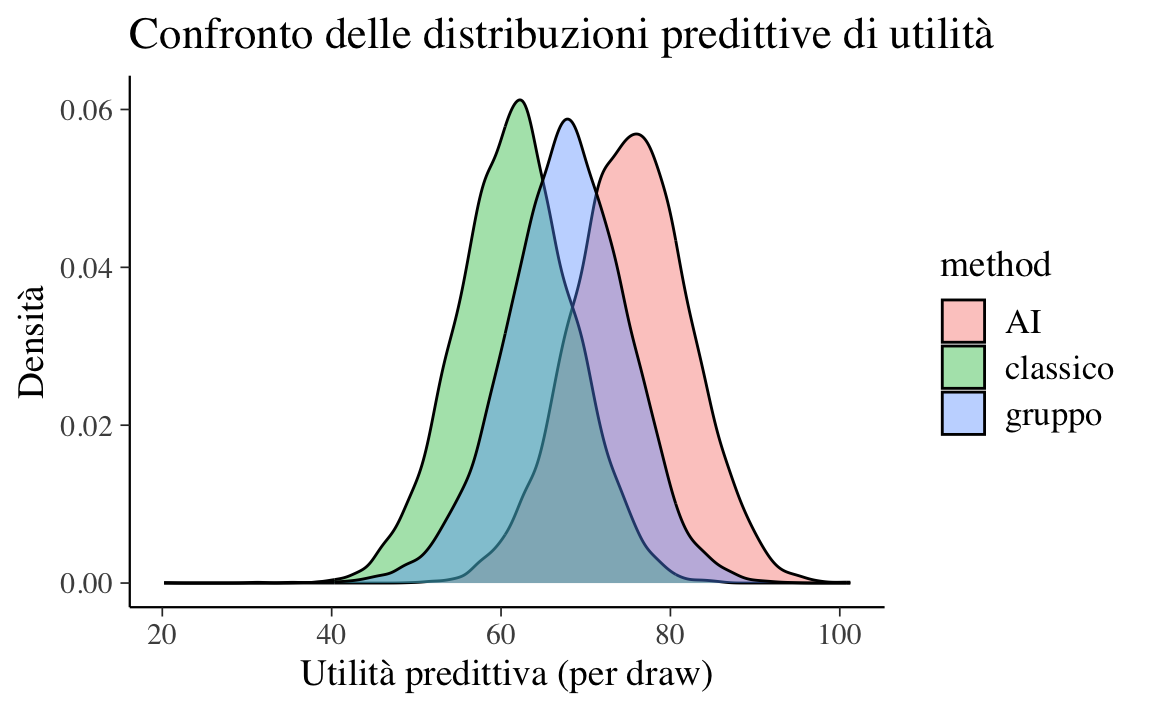 Confronto delle distribuzioni predittive di utilità
Densità
0.06
0.04
0.02
0.00
20 40 60 80 100
Utilità predittiva (per draw)
method
AI
classico
gruppo